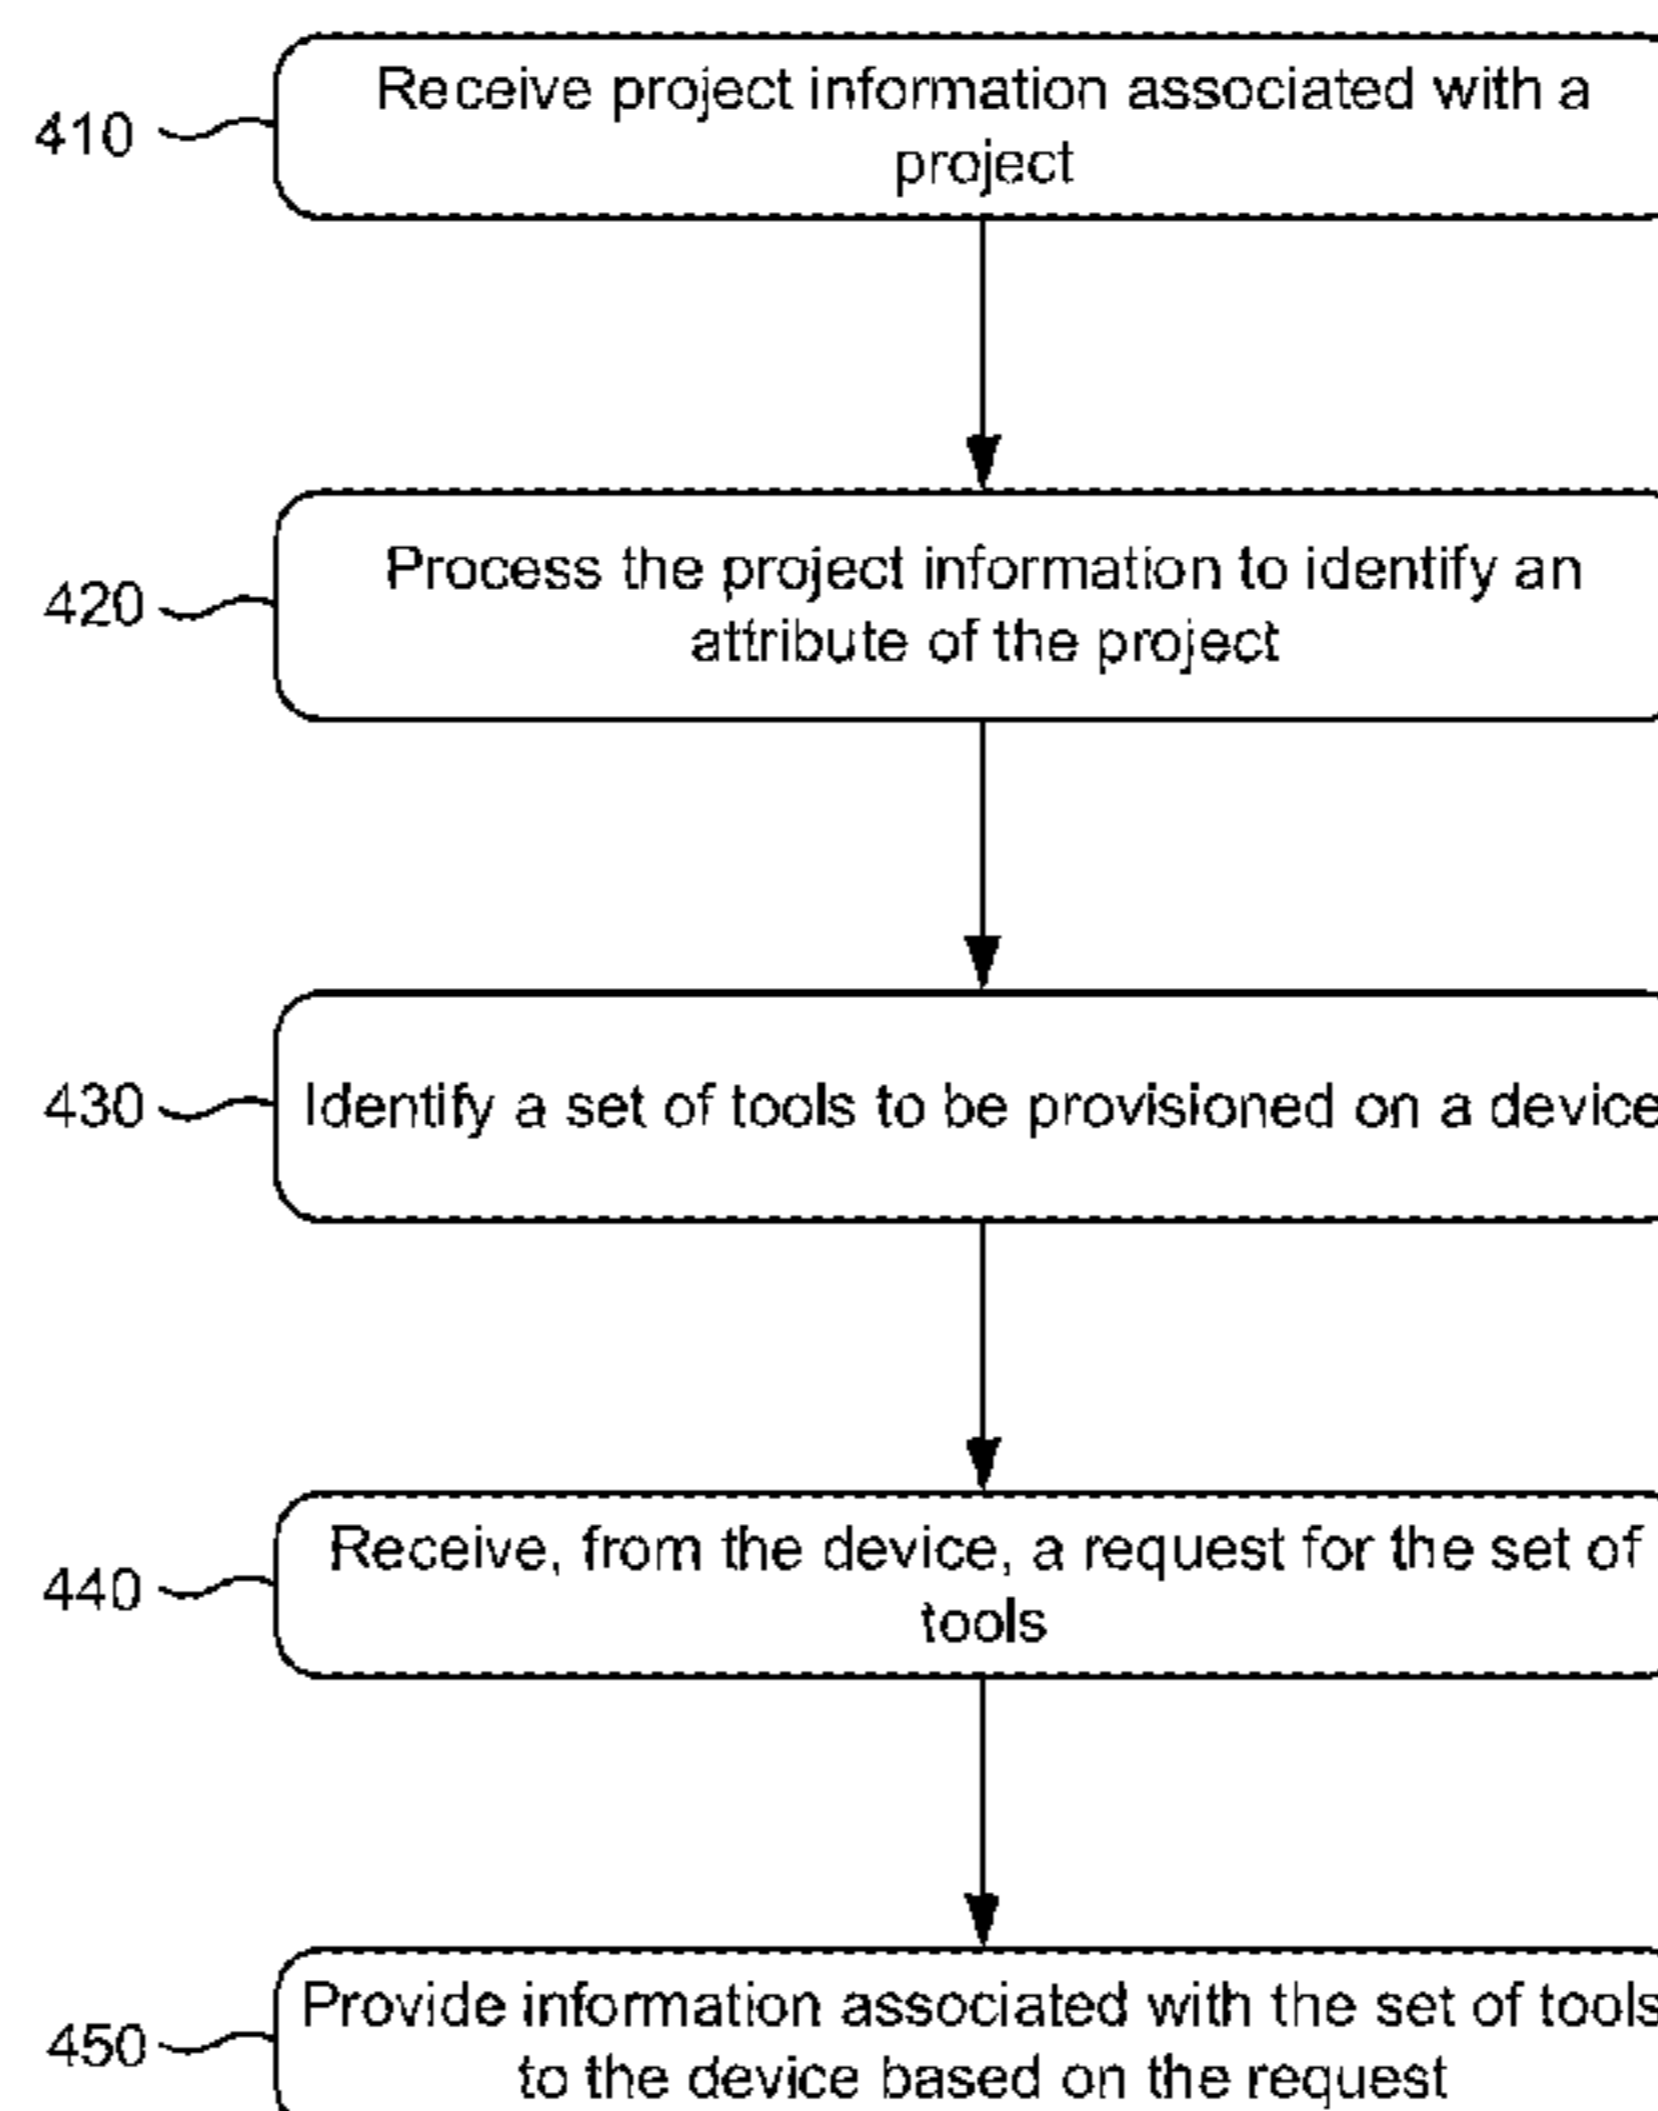 Receive project information associated with a
project
410
Process the project information to identify an
attribute of the project
420
430
Identify a set of tools to be provisioned on a device
Receive, from the device, a request for the set of
tools
440
Provide information associated with the set of tools
to the device based on the request
450